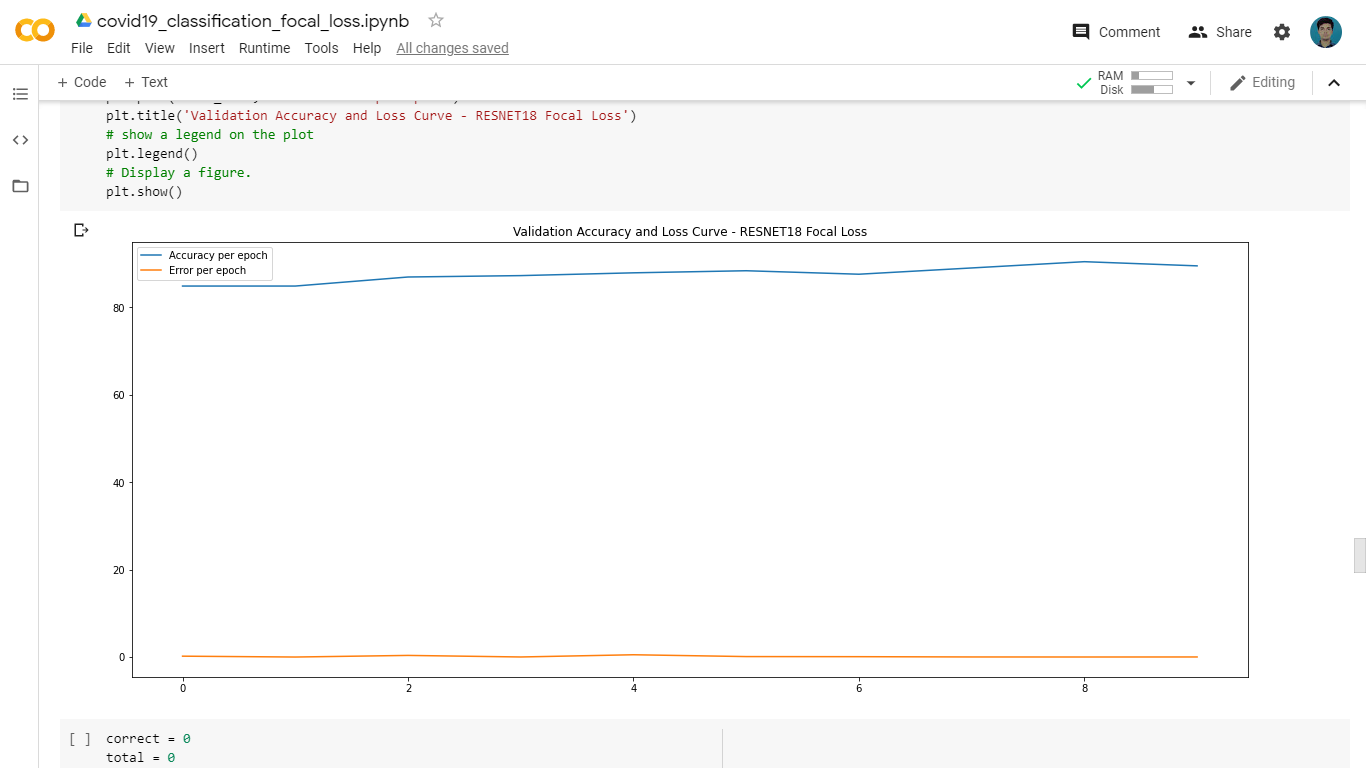 covid19_classification_focal_loss.ipynb
Comment
Share
File Edit View Insert Runtime Tools Help All changes saved
+ Code + Text
RAM
Disk
Editing
plt.title('Validation Accuracy and Loss Curve - RESNET18 Focal Loss')
# show a legend on the plot
plt.legend()
# Display a figure.
plt.show()
Validation Accuracy and Loss Curve - RESNET18 Focal Loss
Accuracy per epoch
Error per epoch
80
60
40
20
0
0 2 4 6 8
[ ] correct = 0
total = 0